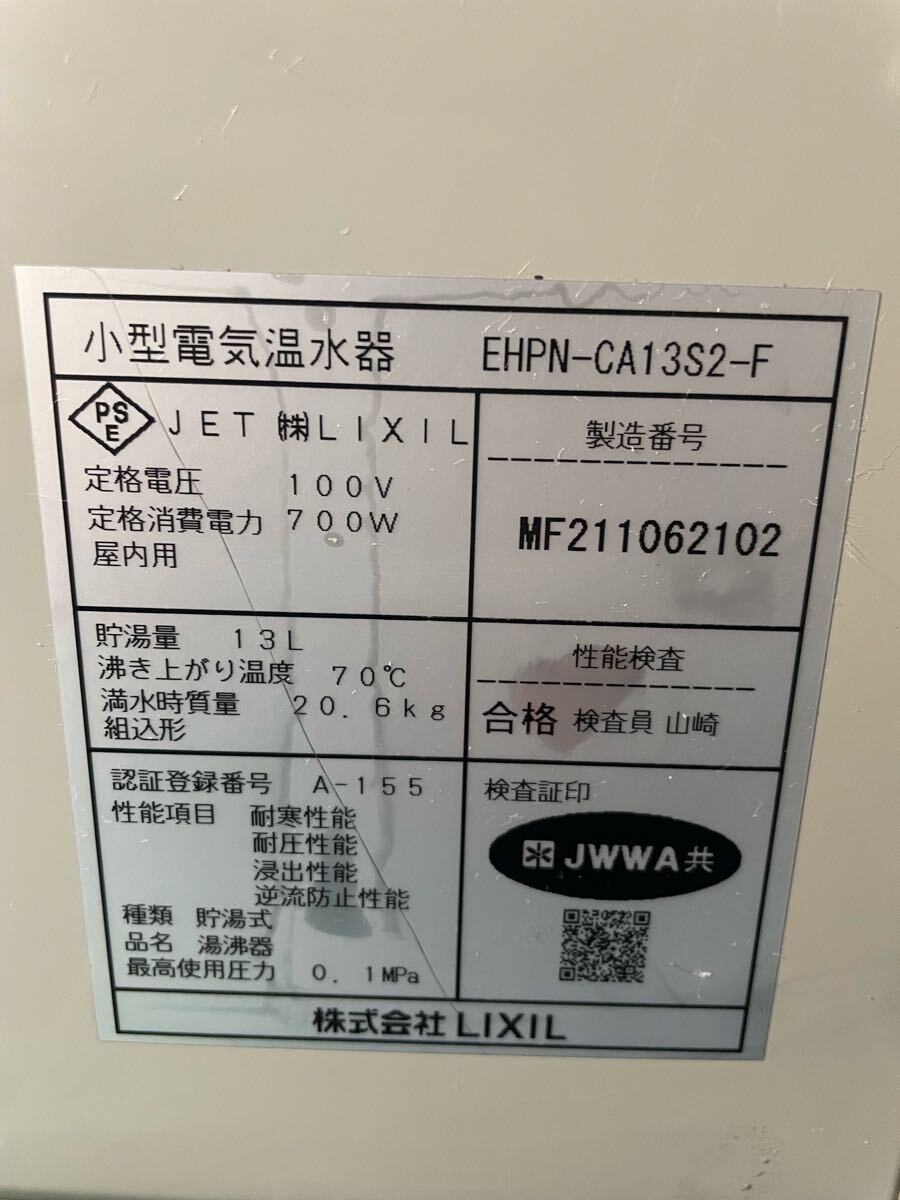 小型電気温水器 EHPN-CA13S2-F
PSE JET ㈱LIXIL
定格電圧 100V
定格消費電力 700W
屋内用
製造番号
MF211062102
貯湯量 13L
沸き上がり温度 70℃
満水時質量 20.6kg
組込形
性能検査
合格 検査員 山崎
認証登録番号 A-155
性能項目 耐寒性能
耐圧性能
浸出性能
逆流防止性能
種類 貯湯式
品名 湯沸器
最高使用圧力 0.1MPa
検査証印
JWWA共
株式会社LIXIL